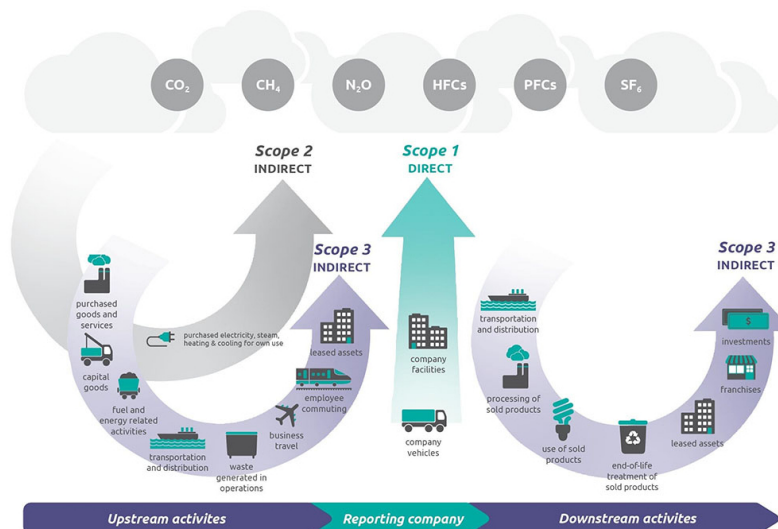 CO₂
CH₄
N₂O
HFCs
PFCs
SF₆
Scope 2
INDIRECT
Scope 1
DIRECT
Scope 3
INDIRECT
Scope 3
INDIRECT
purchased
goods and
services
capital
goods
fuel and
energy related
activities
transportation
and distribution
waste
generated in
operations
business
travel
employee
commuting
leased assets
purchased electricity, steam,
heating & cooling for own use
company
facilities
company
vehicles
transportation
and distribution
processing of
sold products
use of sold
products
end-of-life
treatment of
sold products
leased assets
franchises
$
investments
Upstream activites
Reporting company
Downstream activites